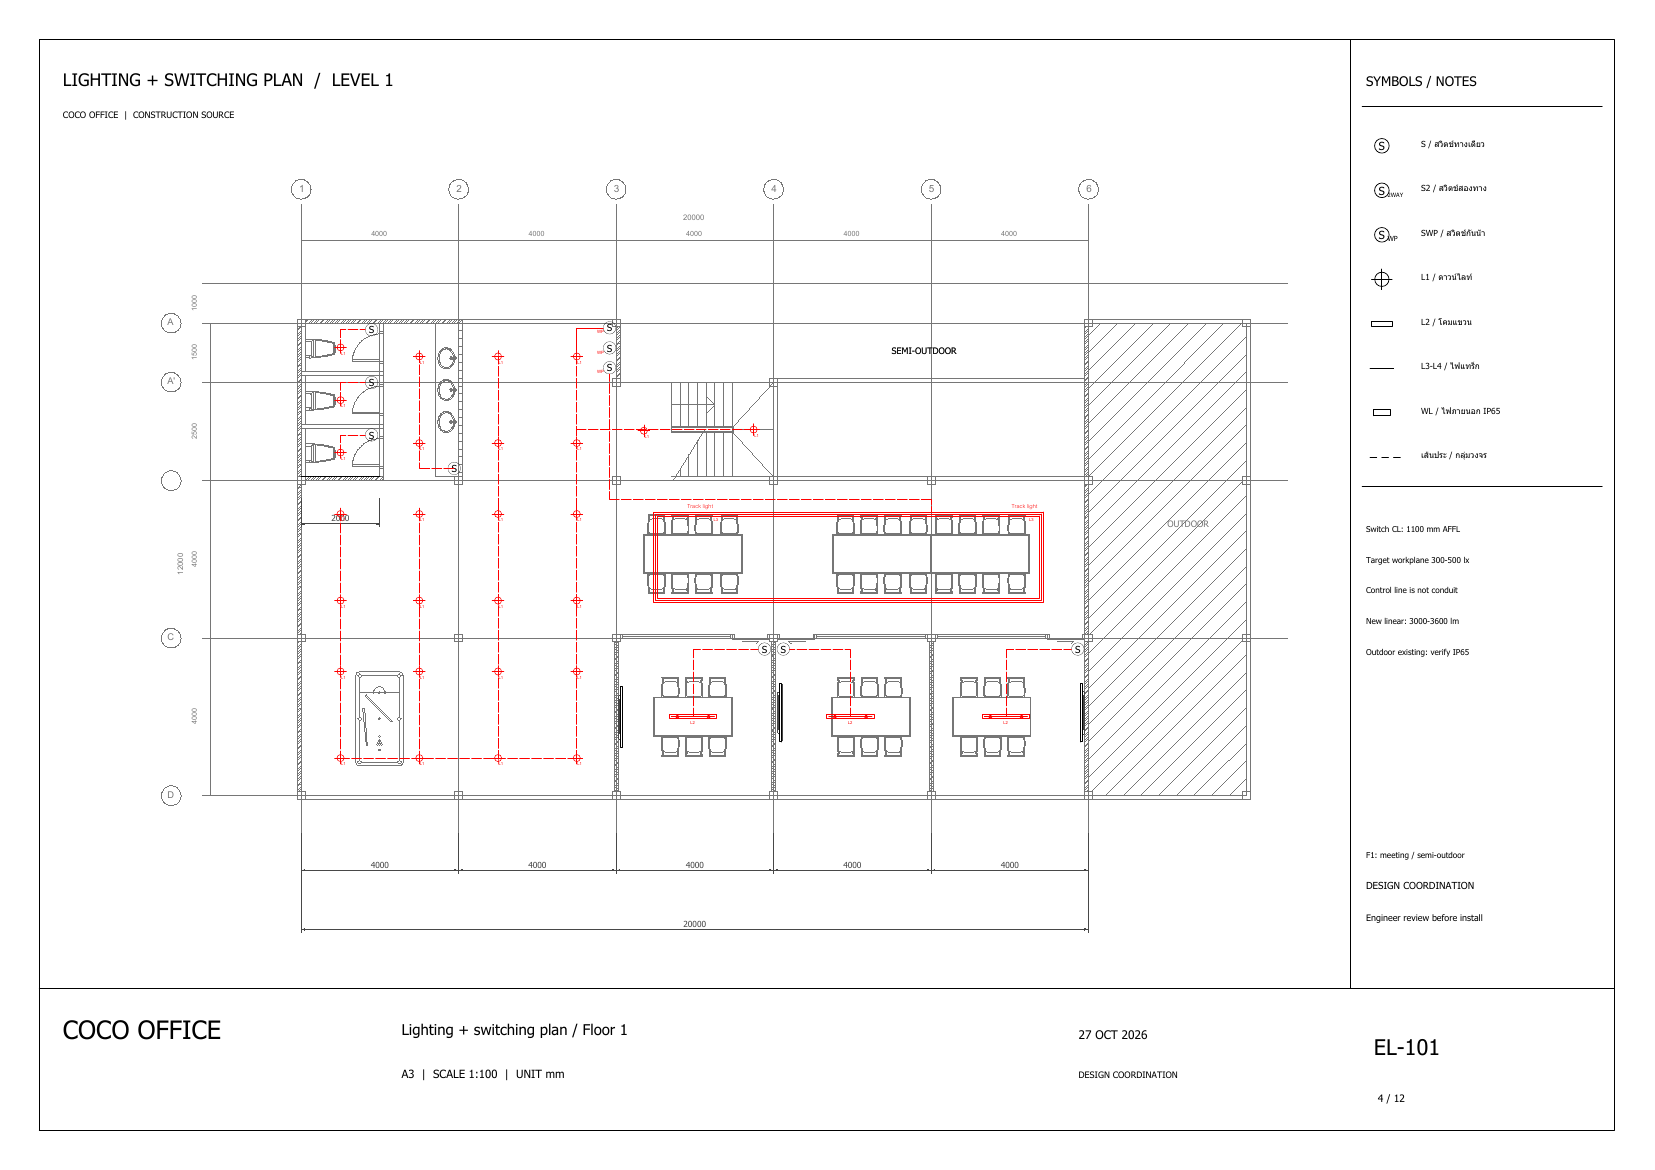 LIGHTING + SWITCHING PLAN / LEVEL 1
COCO OFFICE | CONSTRUCTION SOURCE
1 2 3 4 5 6
20000
4000 4000 4000 4000 4000
1000
A
1500
A'
2500
12000
4000
C
4000
D
S
S
S
S
S
S
S
SEMI-OUTDOOR
OUTDOOR
2000
Track light
Track light
L3
L3
S
S
S
L2
L2
L2
4000 4000 4000 4000 4000
20000
SYMBOLS / NOTES
S S / สวิตช์ทางเดียว
S 2WAY S2 / สวิตช์สองทาง
S WP SWP / สวิตช์กันน้ำ
L1 / ดาวน์ไลท์
L2 / โคมแขวน
L3-L4 / ไฟแทร็ก
WL / ไฟภายนอก IP65
เส้นประ / กลุ่มวงจร
Switch CL: 1100 mm AFFL
Target workplane 300-500 lx
Control line is not conduit
New linear: 3000-3600 lm
Outdoor existing: verify IP65
F1: meeting / semi-outdoor
DESIGN COORDINATION
Engineer review before install
COCO OFFICE
Lighting + switching plan / Floor 1
A3 | SCALE 1:100 | UNIT mm
27 OCT 2026
DESIGN COORDINATION
EL-101
4 / 12